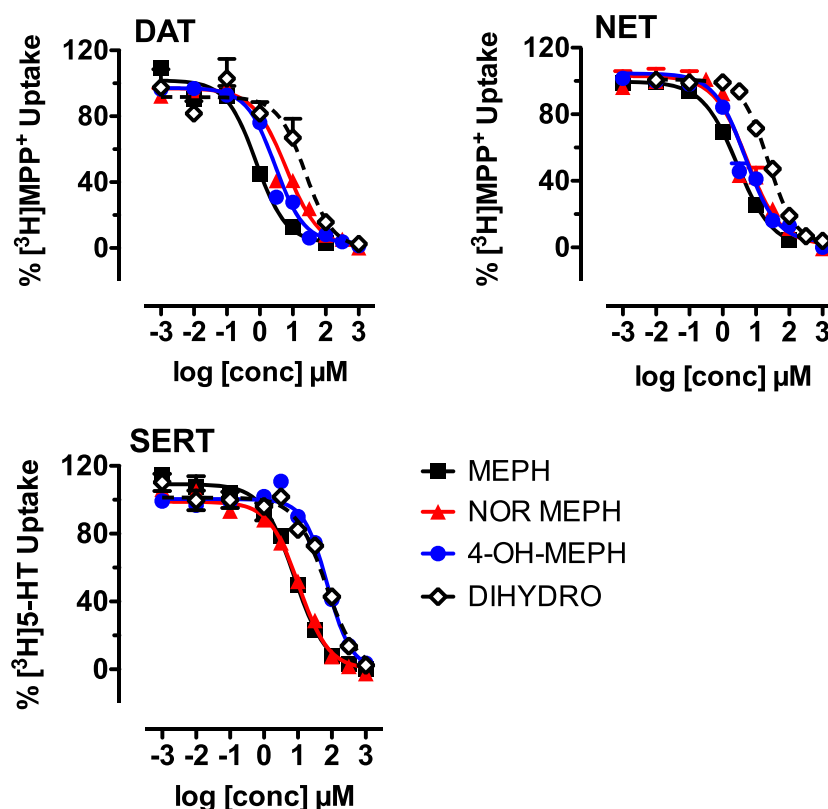 DAT
120
80
40
0
% [³H]MPP⁺ Uptake
-3 -2 -1 0 1 2 3
log [conc] µM
NET
120
80
40
0
% [³H]MPP⁺ Uptake
-3 -2 -1 0 1 2 3
log [conc] µM
SERT
120
80
40
0
% [³H]5-HT Uptake
-3 -2 -1 0 1 2 3
log [conc] µM
MEPH
NOR MEPH
4-OH-MEPH
DIHYDRO